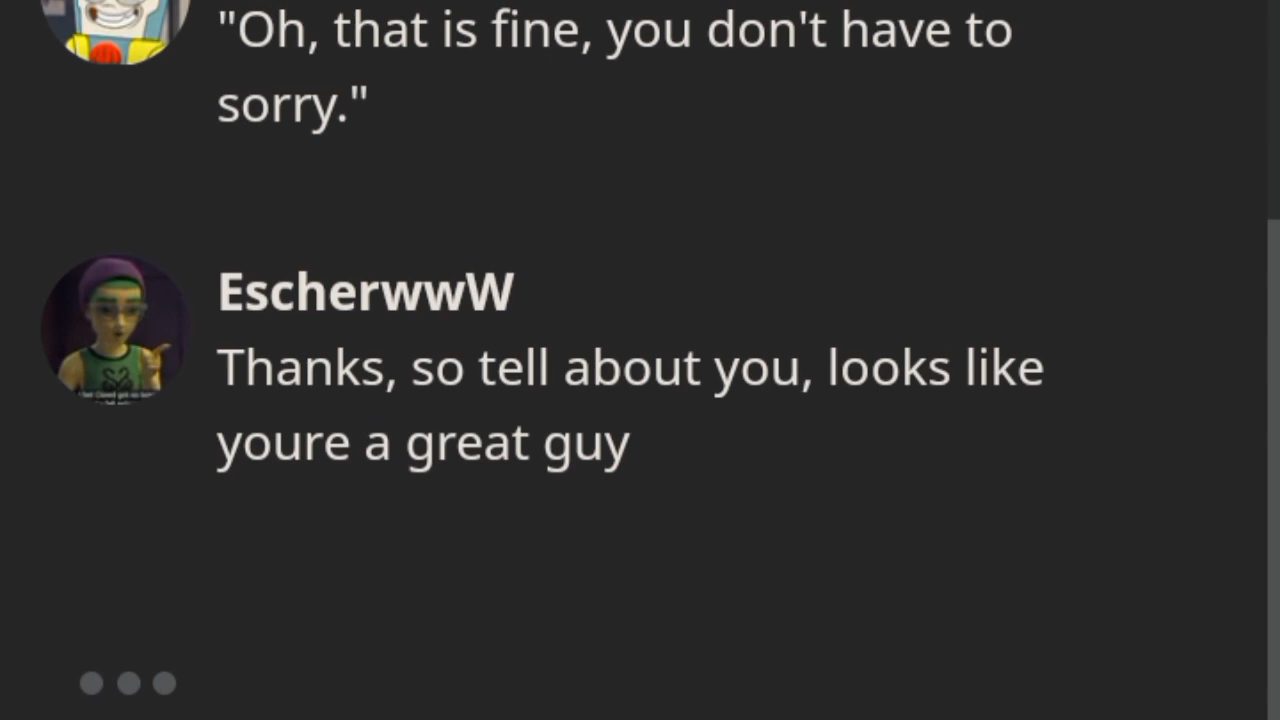 "Oh, that is fine, you don't have to
sorry."
EscherwwW
Thanks, so tell about you, looks like
youre a great guy